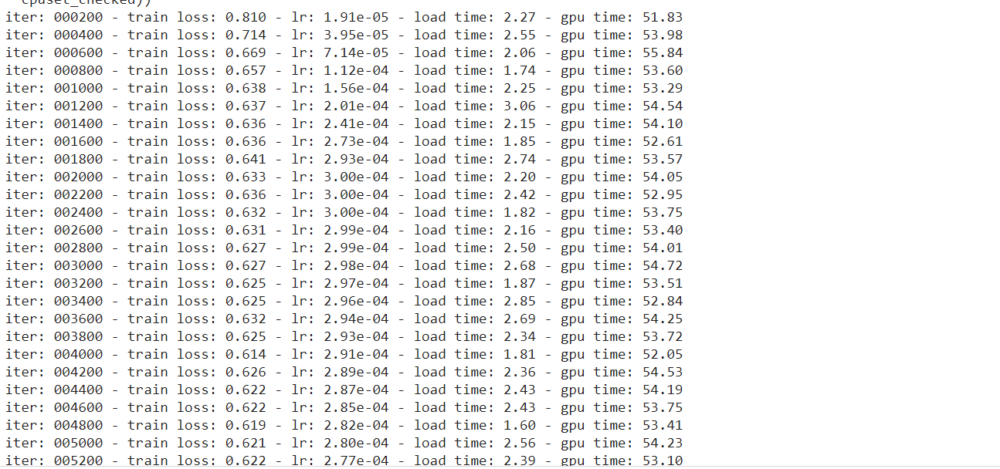 cpuset_checked))
iter: 000200 - train loss: 0.810 - lr: 1.91e-05 - load time: 2.27 - gpu time: 51.83
iter: 000400 - train loss: 0.714 - lr: 3.95e-05 - load time: 2.55 - gpu time: 53.98
iter: 000600 - train loss: 0.669 - lr: 7.14e-05 - load time: 2.06 - gpu time: 55.84
iter: 000800 - train loss: 0.657 - lr: 1.12e-04 - load time: 1.74 - gpu time: 53.60
iter: 001000 - train loss: 0.638 - lr: 1.56e-04 - load time: 2.25 - gpu time: 53.29
iter: 001200 - train loss: 0.637 - lr: 2.01e-04 - load time: 3.06 - gpu time: 54.54
iter: 001400 - train loss: 0.636 - lr: 2.41e-04 - load time: 2.15 - gpu time: 54.10
iter: 001600 - train loss: 0.636 - lr: 2.73e-04 - load time: 1.85 - gpu time: 52.61
iter: 001800 - train loss: 0.641 - lr: 2.93e-04 - load time: 2.74 - gpu time: 53.57
iter: 002000 - train loss: 0.633 - lr: 3.00e-04 - load time: 2.20 - gpu time: 54.05
iter: 002200 - train loss: 0.636 - lr: 3.00e-04 - load time: 2.42 - gpu time: 52.95
iter: 002400 - train loss: 0.632 - lr: 3.00e-04 - load time: 1.82 - gpu time: 53.75
iter: 002600 - train loss: 0.631 - lr: 2.99e-04 - load time: 2.16 - gpu time: 53.40
iter: 002800 - train loss: 0.627 - lr: 2.99e-04 - load time: 2.50 - gpu time: 54.01
iter: 003000 - train loss: 0.627 - lr: 2.98e-04 - load time: 2.68 - gpu time: 54.72
iter: 003200 - train loss: 0.625 - lr: 2.97e-04 - load time: 1.87 - gpu time: 53.51
iter: 003400 - train loss: 0.625 - lr: 2.96e-04 - load time: 2.85 - gpu time: 52.84
iter: 003600 - train loss: 0.632 - lr: 2.94e-04 - load time: 2.69 - gpu time: 54.25
iter: 003800 - train loss: 0.625 - lr: 2.93e-04 - load time: 2.34 - gpu time: 53.72
iter: 004000 - train loss: 0.614 - lr: 2.91e-04 - load time: 1.81 - gpu time: 52.05
iter: 004200 - train loss: 0.626 - lr: 2.89e-04 - load time: 2.36 - gpu time: 54.53
iter: 004400 - train loss: 0.622 - lr: 2.87e-04 - load time: 2.43 - gpu time: 54.19
iter: 004600 - train loss: 0.622 - lr: 2.85e-04 - load time: 2.43 - gpu time: 53.75
iter: 004800 - train loss: 0.619 - lr: 2.82e-04 - load time: 1.60 - gpu time: 53.41
iter: 005000 - train loss: 0.621 - lr: 2.80e-04 - load time: 2.56 - gpu time: 54.23
iter: 005200 - train loss: 0.622 - lr: 2.77e-04 - load time: 2.39 - gpu time: 53.10